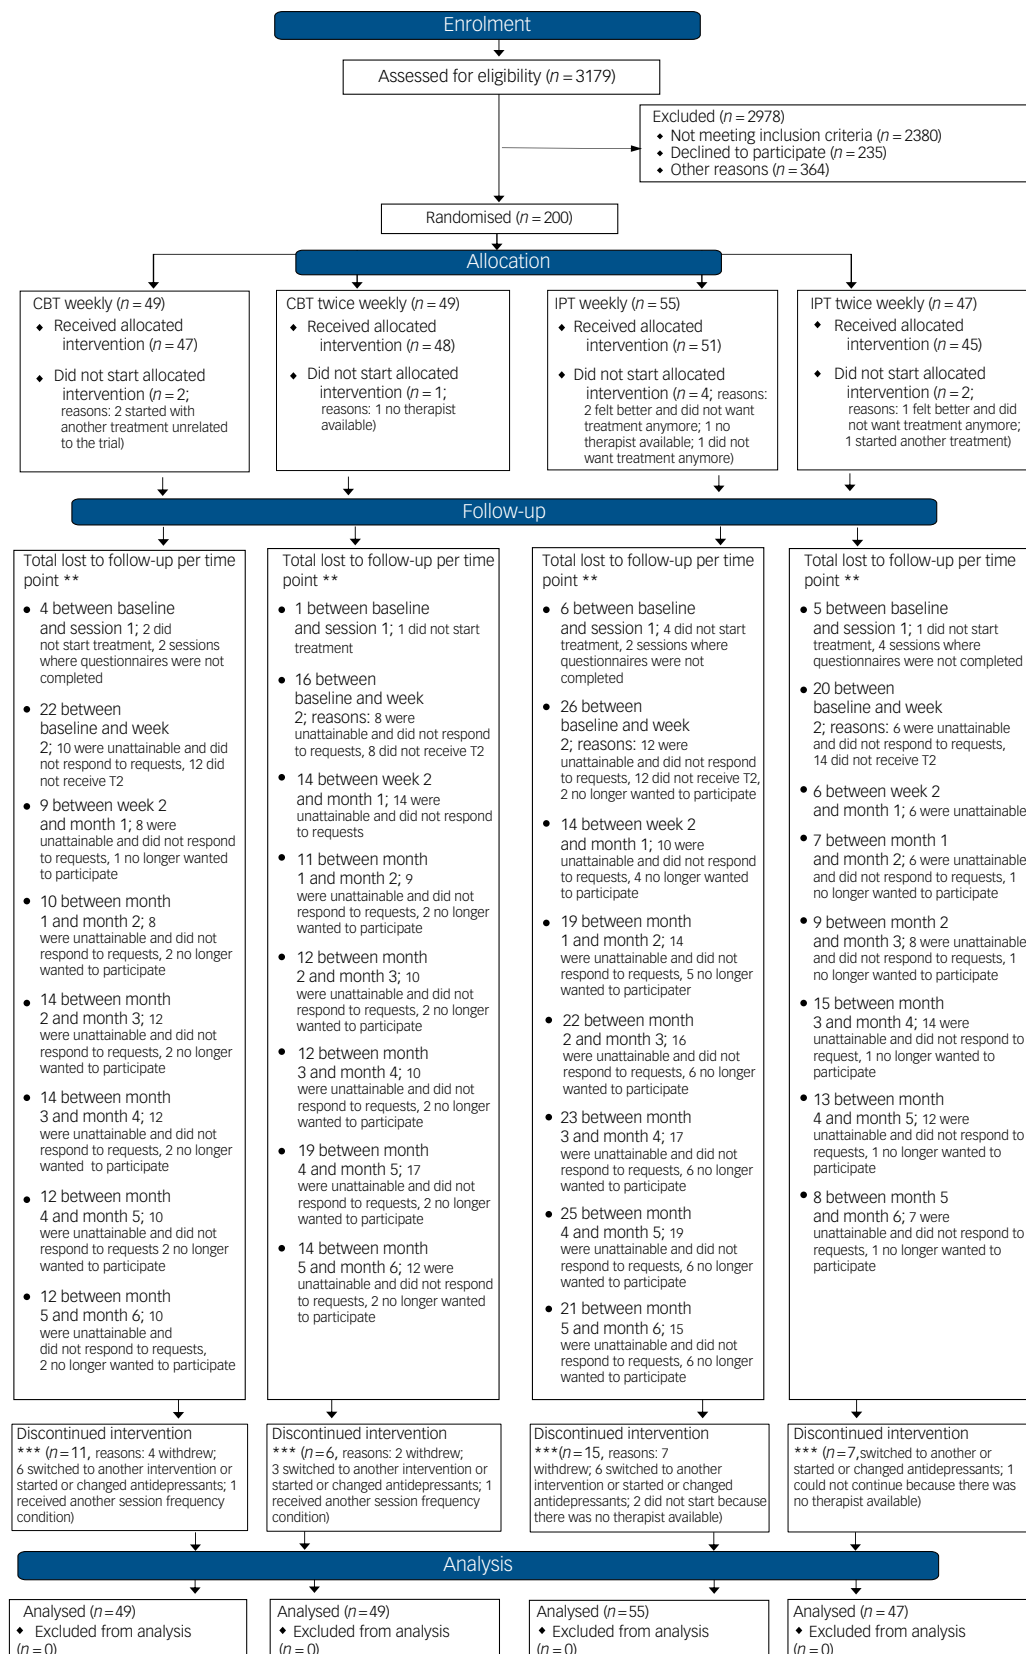 Enrolment
Assessed for eligibility (n = 3179)
Excluded (n = 2978)
◆ Not meeting inclusion criteria (n = 2380)
◆ Declined to participate (n = 235)
◆ Other reasons (n = 364)
Randomised (n = 200)
Allocation
CBT weekly (n = 49)
◆ Received allocated
intervention (n = 47)
◆ Did not start allocated
intervention (n = 2;
reasons: 2 started with
another treatment unrelated
to the trial)
CBT twice weekly (n = 49)
◆ Received allocated
intervention (n = 48)
◆ Did not start allocated
intervention (n = 1;
reasons: 1 no therapist
available)
IPT weekly (n = 55)
◆ Received allocated
intervention (n = 51)
◆ Did not start allocated
intervention (n = 4; reasons:
2 felt better and did not want
treatment anymore; 1 no
therapist available; 1 did not
want treatment anymore)
IPT twice weekly (n = 47)
◆ Received allocated
intervention (n = 45)
◆ Did not start allocated
intervention (n = 2;
reasons: 1 felt better and did
not want treatment anymore;
1 started another treatment)
Follow-up
Total lost to follow-up per time
point **
• 4 between baseline
and session 1; 2 did
not start treatment, 2 sessions
where questionnaires were not
completed
• 22 between
baseline and week
2; 10 were unattainable and did
not respond to requests, 12 did
not receive T2
• 9 between week 2
and month 1; 8 were
unattainable and did not respond
to requests, 1 no longer wanted
to participate
• 10 between month
1 and month 2; 8
were unattainable and did not
respond to requests, 2 no longer
wanted to participate
• 14 between month
2 and month 3; 12
were unattainable and did not
respond to requests, 2 no longer
wanted to participate
• 14 between month
3 and month 4; 12
were unattainable and did not
respond to requests, 2 no longer
wanted to participate
• 12 between month
4 and month 5; 10
were unattainable and did not
respond to requests 2 no longer
wanted to participate
• 12 between month
5 and month 6; 10
were unattainable and
did not respond to requests,
2 no longer wanted to participate
Total lost to follow-up per time
point **
• 1 between baseline
and session 1; 1 did not start
treatment
• 16 between
baseline and week
2; reasons: 8 were
unattainable and did not respond
to requests, 8 did not receive T2
• 14 between week 2
and month 1; 14 were
unattainable and did not respond
to requests
• 11 between month
1 and month 2; 9
were unattainable and did not
respond to requests, 2 no longer
wanted to participate
• 12 between month
2 and month 3; 10
were unattainable and did not
respond to requests, 2 no longer
wanted to participate
• 12 between month
3 and month 4; 10
were unattainable and did not
respond to requests, 2 no longer
wanted to participate
• 19 between month
4 and month 5; 17
were unattainable and did not
respond to requests, 2 no longer
wanted to participate
• 14 between month
5 and month 6; 12 were
unattainable and did not respond
to requests, 2 no longer wanted
to participate
Total lost to follow-up per time
point **
• 6 between baseline
and session 1; 4 did not start
treatment, 2 sessions where
questionnaires were not
completed
• 26 between
baseline and week
2; reasons: 12 were
unattainable and did not respond
to requests, 12 did not receive T2,
2 no longer wanted to participate
• 14 between week 2
and month 1; 10 were
unattainable and did not respond
to requests, 4 no longer wanted
to participate
• 19 between month
1 and month 2; 14
were unattainable and did not
respond to requests, 5 no longer
wanted to participater
• 22 between month
2 and month 3; 16
were unattainable and did not
respond to requests, 6 no longer
wanted to participate
• 23 between month
3 and month 4; 17
were unattainable and did not
respond to requests, 6 no longer
wanted to participate
• 25 between month
4 and month 5; 19
were unattainable and did not
respond to requests, 6 no longer
wanted to participate
• 21 between month
5 and month 6; 15
were unattainable and did not
respond to requests, 6 no longer
wanted to participate
Total lost to follow-up per time
point **
• 5 between baseline
and session 1; 1 did not start
treatment, 4 sessions where
questionnaires were not completed
• 20 between
baseline and week
2; reasons: 6 were unattainable
and did not respond to requests,
14 did not receive T2
• 6 between week 2
and month 1; 6 were unattainable
• 7 between month 1
and month 2; 6 were unattainable
and did not respond to requests, 1
no longer wanted to participate
• 9 between month 2
and month 3; 8 were unattainable
and did not respond to requests, 1
no longer wanted to participate
• 15 between month
3 and month 4; 14 were
unattainable and did not respond to
request, 1 no longer wanted to
participate
• 13 between month
4 and month 5; 12 were
unattainable and did not respond to
requests, 1 no longer wanted to
participate
• 8 between month 5
and month 6; 7 were
unattainable and did not respond to
requests, 1 no longer wanted to
participate
Discontinued intervention
*** (n=11, reasons: 4 withdrew;
6 switched to another intervention or
started or changed antidepressants; 1
received another session frequency
condition)
Discontinued intervention
*** (n=6, reasons: 2 withdrew;
3 switched to another intervention or
started or changed antidepressants; 1
received another session frequency
condition)
Discontinued intervention
***(n=15, reasons: 7
withdrew; 6 switched to another
intervention or started or changed
antidepressants; 2 did not start because
there was no therapist available)
Discontinued intervention
*** (n=7,switched to another or
started or changed antidepressants; 1
could not continue because there was
no therapist available)
Analysis
Analysed (n=49)
◆ Excluded from analysis
(n=0)
Analysed (n=49)
◆ Excluded from analysis
(n=0)
Analysed (n=55)
◆ Excluded from analysis
(n=0)
Analysed (n=47)
◆ Excluded from analysis
(n=0)